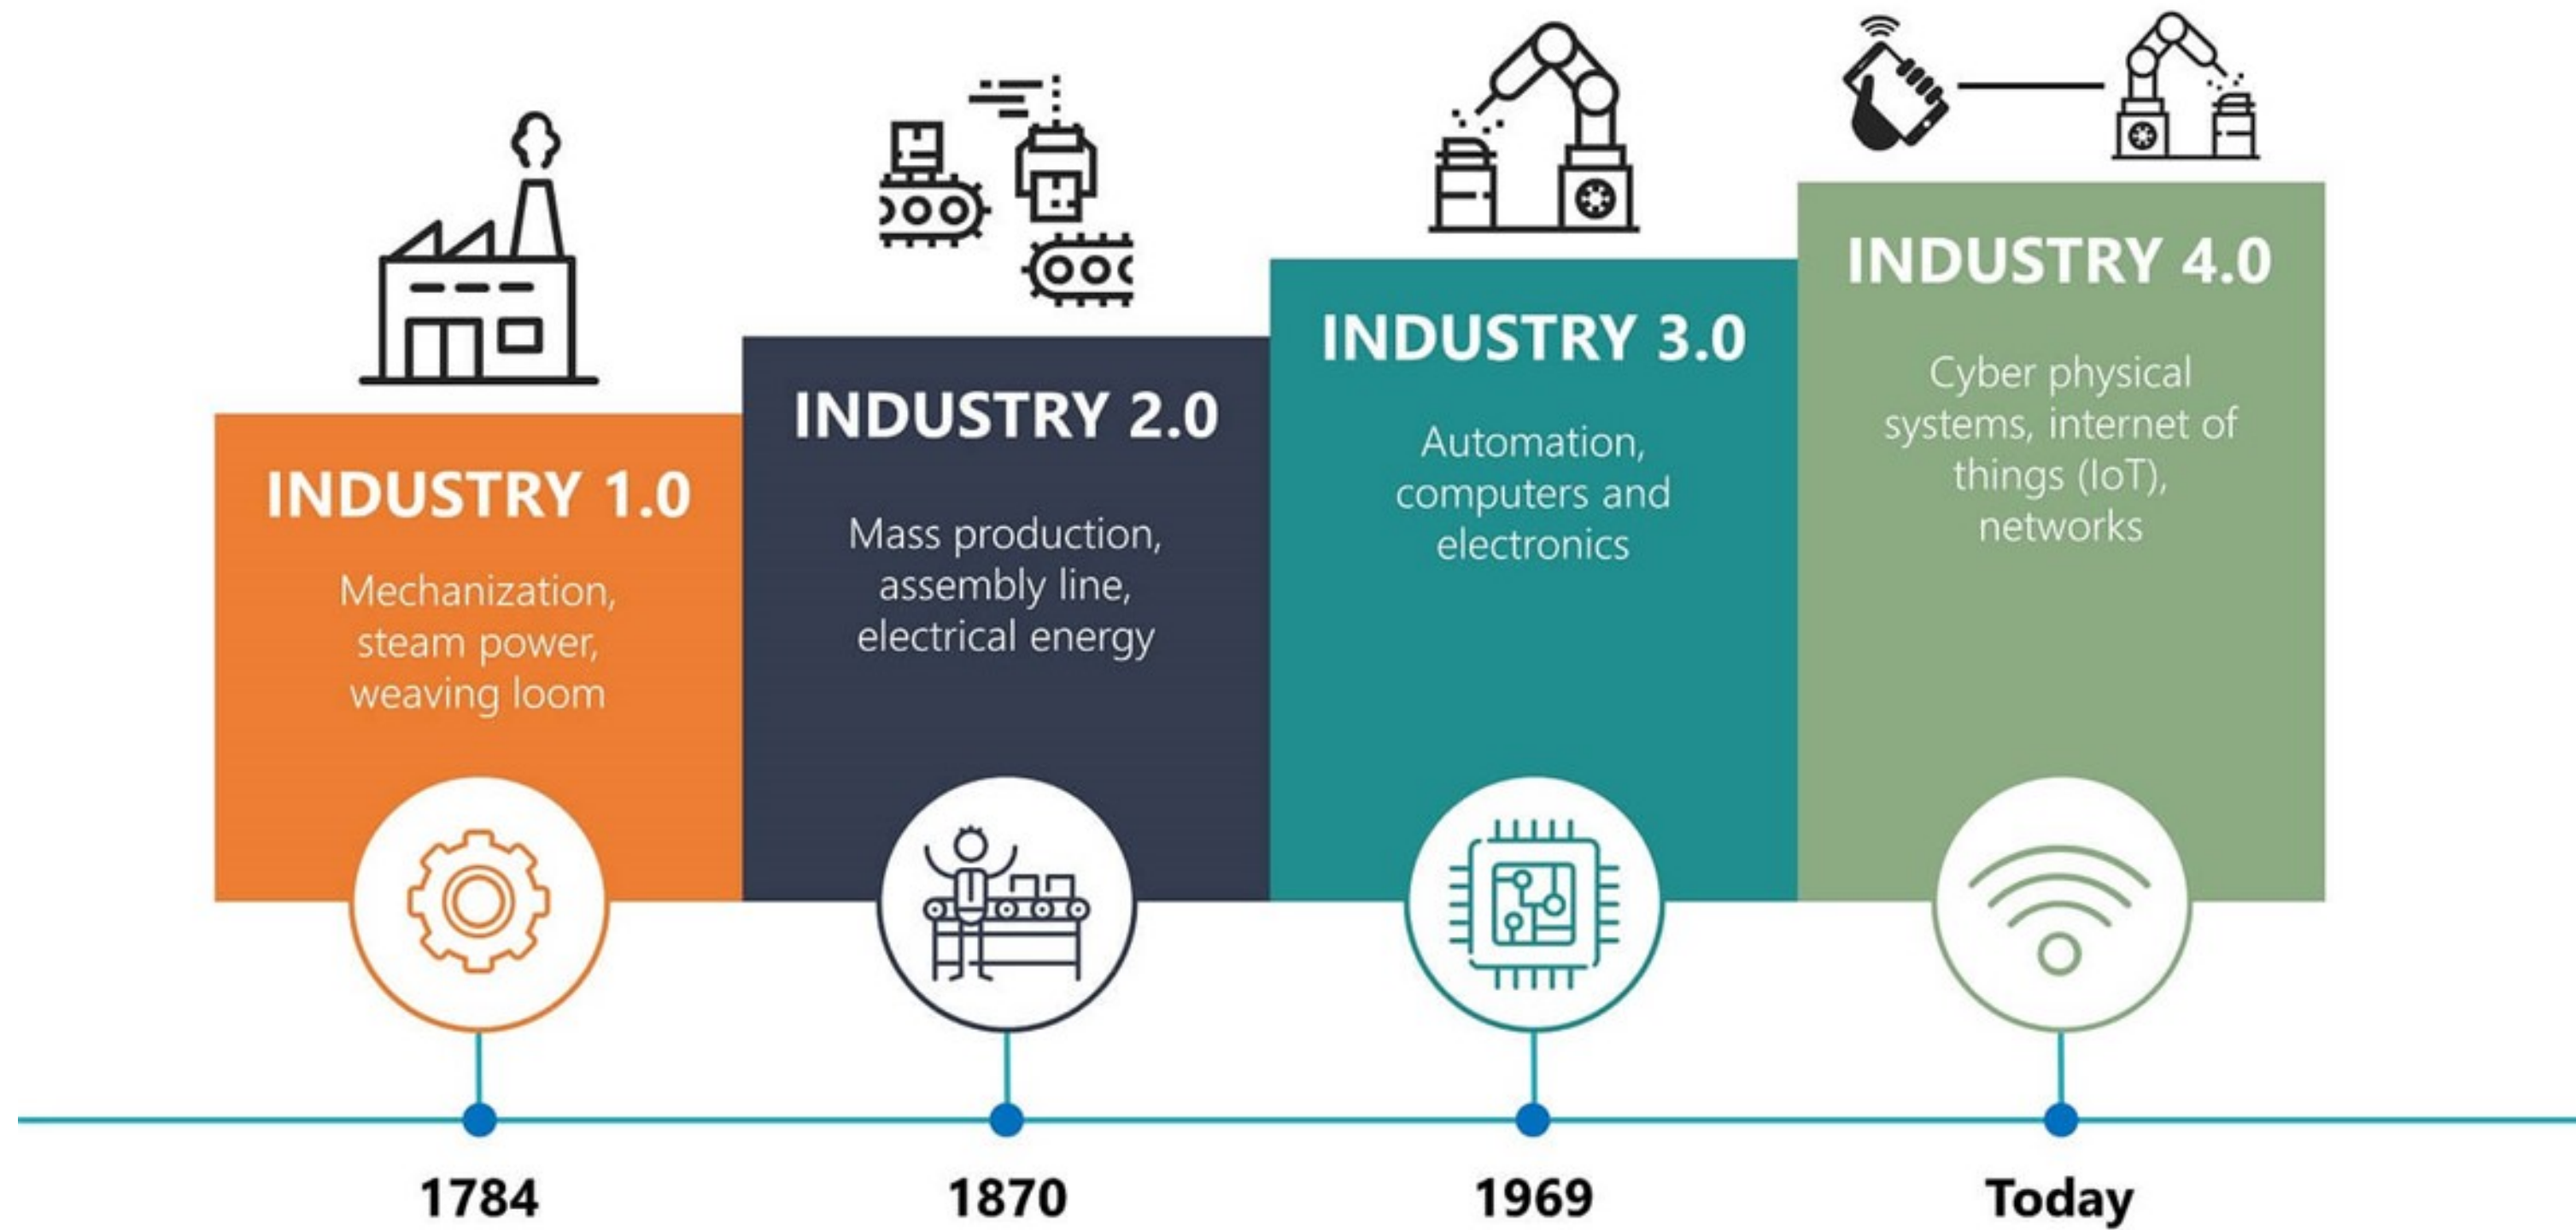 INDUSTRY 1.0
Mechanization,
steam power,
weaving loom
1784
INDUSTRY 2.0
Mass production,
assembly line,
electrical energy
1870
INDUSTRY 3.0
Automation,
computers and
electronics
1969
INDUSTRY 4.0
Cyber physical
systems, internet of
things (IoT),
networks
Today